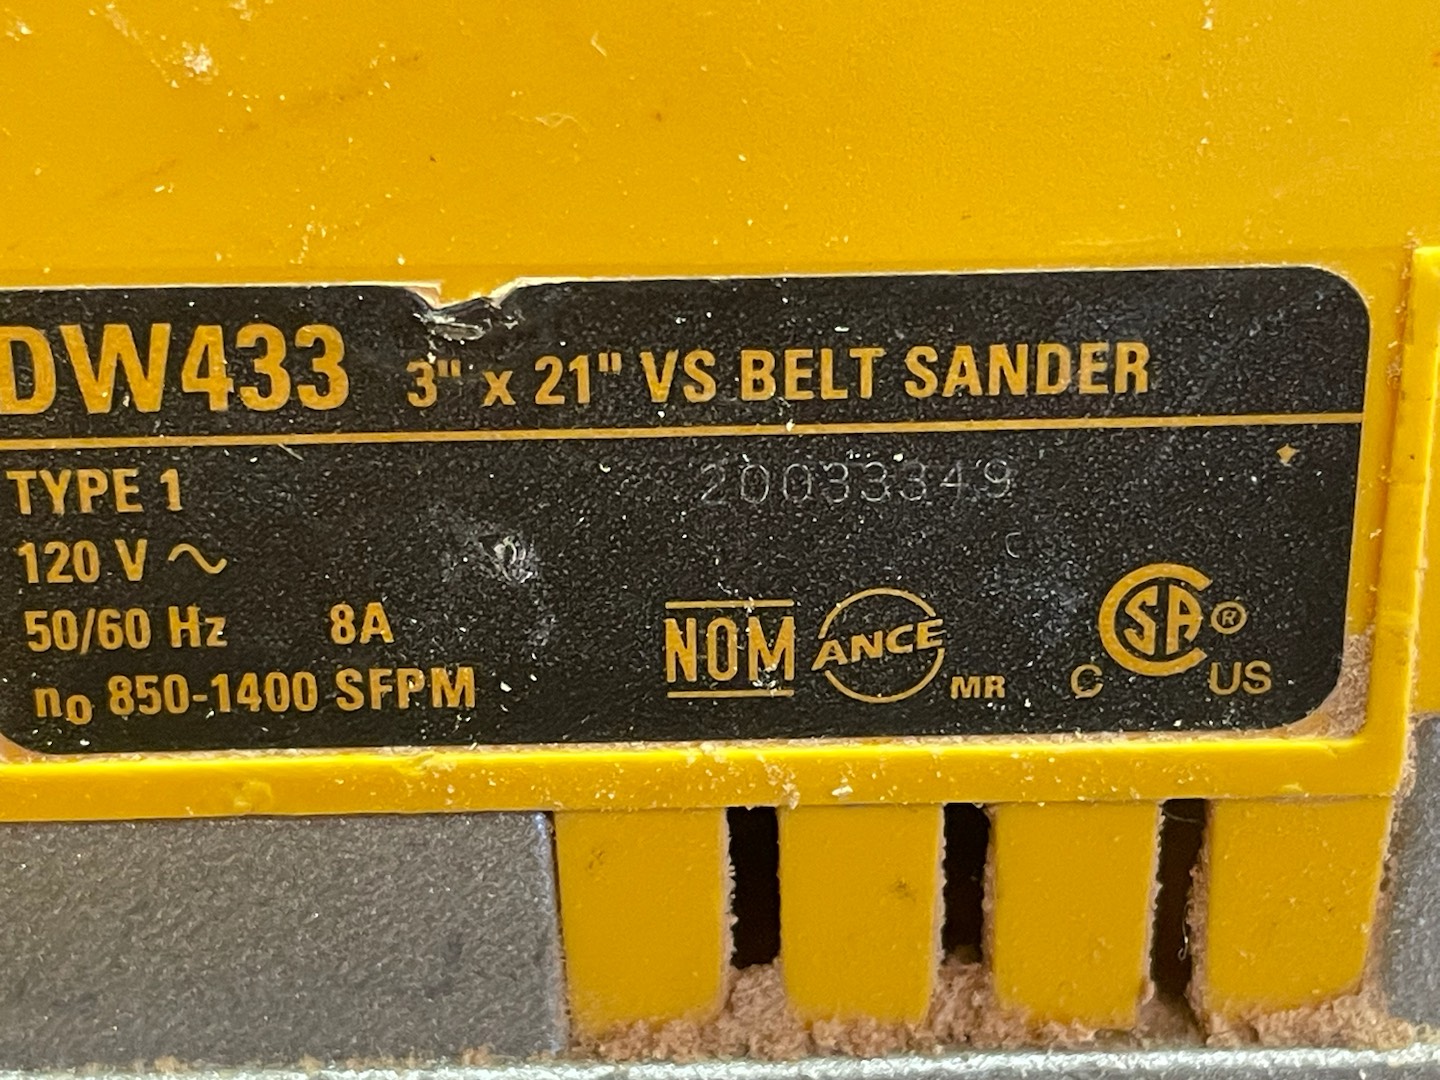 DW433 3" x 21" VS BELT SANDER
TYPE 1
20033349
120 V ~
50/60 Hz 8A
no 850-1400 SFPM
NOM ANCE MR
C SA ® C US